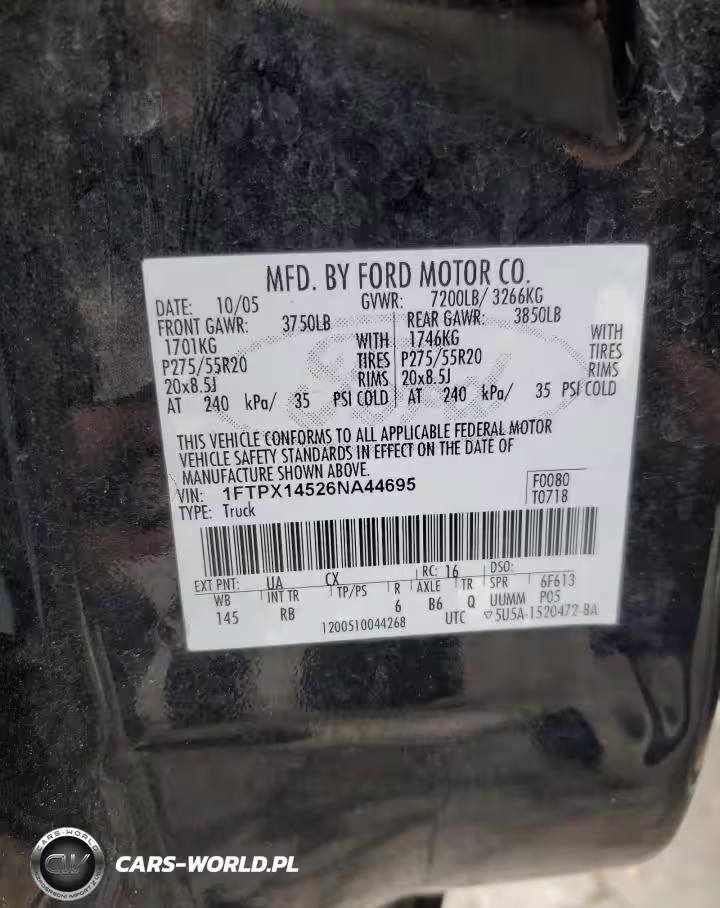 MFD. BY FORD MOTOR CO.
DATE: 10/05 GVWR: 7200LB/ 3266KG
FRONT GAWR: 3750LB REAR GAWR: 3850LB
1701KG WITH 1746KG WITH
P275/55R20 TIRES P275/55R20 TIRES
20x8.5J RIMS 20x8.5J RIMS
AT 240 kPa/ 35 PSI COLD AT 240 kPa/ 35 PSI COLD
THIS VEHICLE CONFORMS TO ALL APPLICABLE FEDERAL MOTOR
VEHICLE SAFETY STANDARDS IN EFFECT ON THE DATE OF
MANUFACTURE SHOWN ABOVE.
VIN: 1FTPX14526NA44695 F0080
TYPE: Truck T0718
EXT PNT: UA CX RC: 16 DSO:
WB INT TR TP/PS R AXLE TR SPR 6F613
145 RB 6 B6 Q UUMM P05
1200510044268 UTC ▽5U5A-1520472-BA
CARS-WORLD
GW
CARS-WORLD.PL